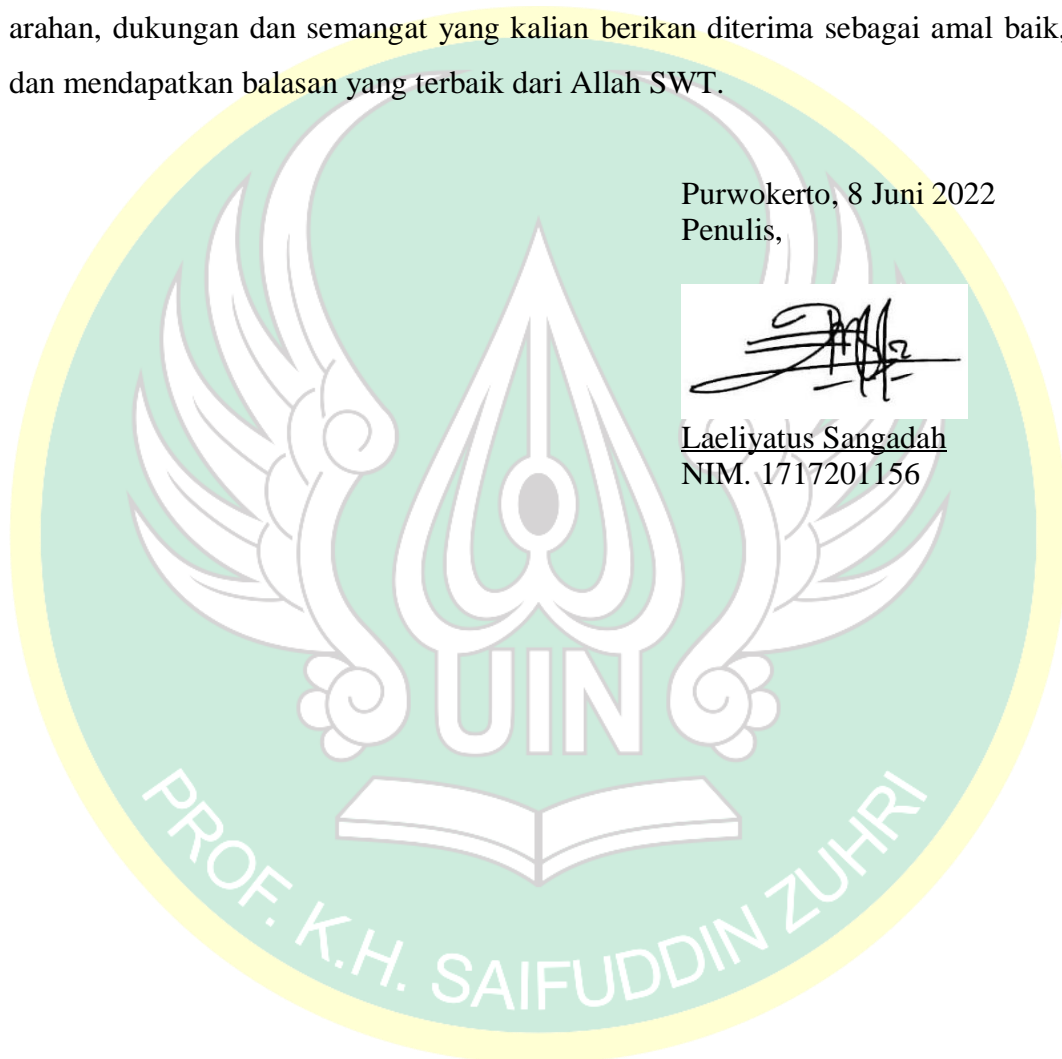 arahan, dukungan dan semangat yang kalian berikan diterima sebagai amal baik,
dan mendapatkan balasan yang terbaik dari Allah SWT.
Purwokerto, 8 Juni 2022
Penulis,
Laeliyatus Sangadah
NIM. 1717201156
UIN
PROF. K.H. SAIFUDDIN ZUHRI